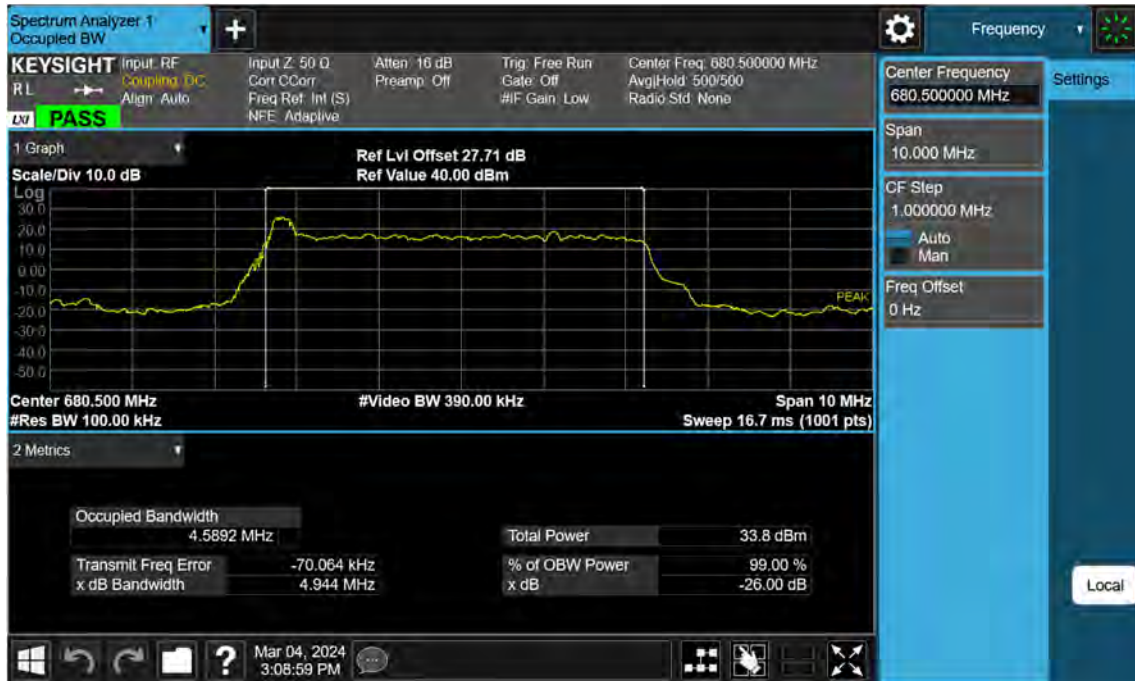 Spectrum Analyzer 1
Occupied BW
+
Frequency
KEYSIGHT Input: RF Input Z: 50 Ω Atten: 16 dB Trig: Free Run Center Freq: 680.500000 MHz
RL Coupling: DC Corr CCorr Preamp: Off Gate: Off Avg|Hold: 500/500
Align: Auto Freq Ref: Int (S) #IF Gain: Low Radio Std: None
LXI PASS NFE: Adaptive
Center Frequency
680.500000 MHz
Settings
Span
10.000 MHz
CF Step
1.000000 MHz
Auto
Man
Freq Offset
0 Hz
Local
1 Graph
Ref Lvl Offset 27.71 dB
Scale/Div 10.0 dB Ref Value 40.00 dBm
Log
30.0
20.0
10.0
0.00
-10.0
-20.0
-30.0
-40.0
-50.0
PEAK
Center 680.500 MHz #Video BW 390.00 kHz Span 10 MHz
#Res BW 100.00 kHz Sweep 16.7 ms (1001 pts)
2 Metrics
Occupied Bandwidth
4.5892 MHz
Total Power 33.8 dBm
Transmit Freq Error -70.064 kHz % of OBW Power 99.00 %
x dB Bandwidth 4.944 MHz x dB -26.00 dB
?
Mar 04, 2024
3:08:59 PM